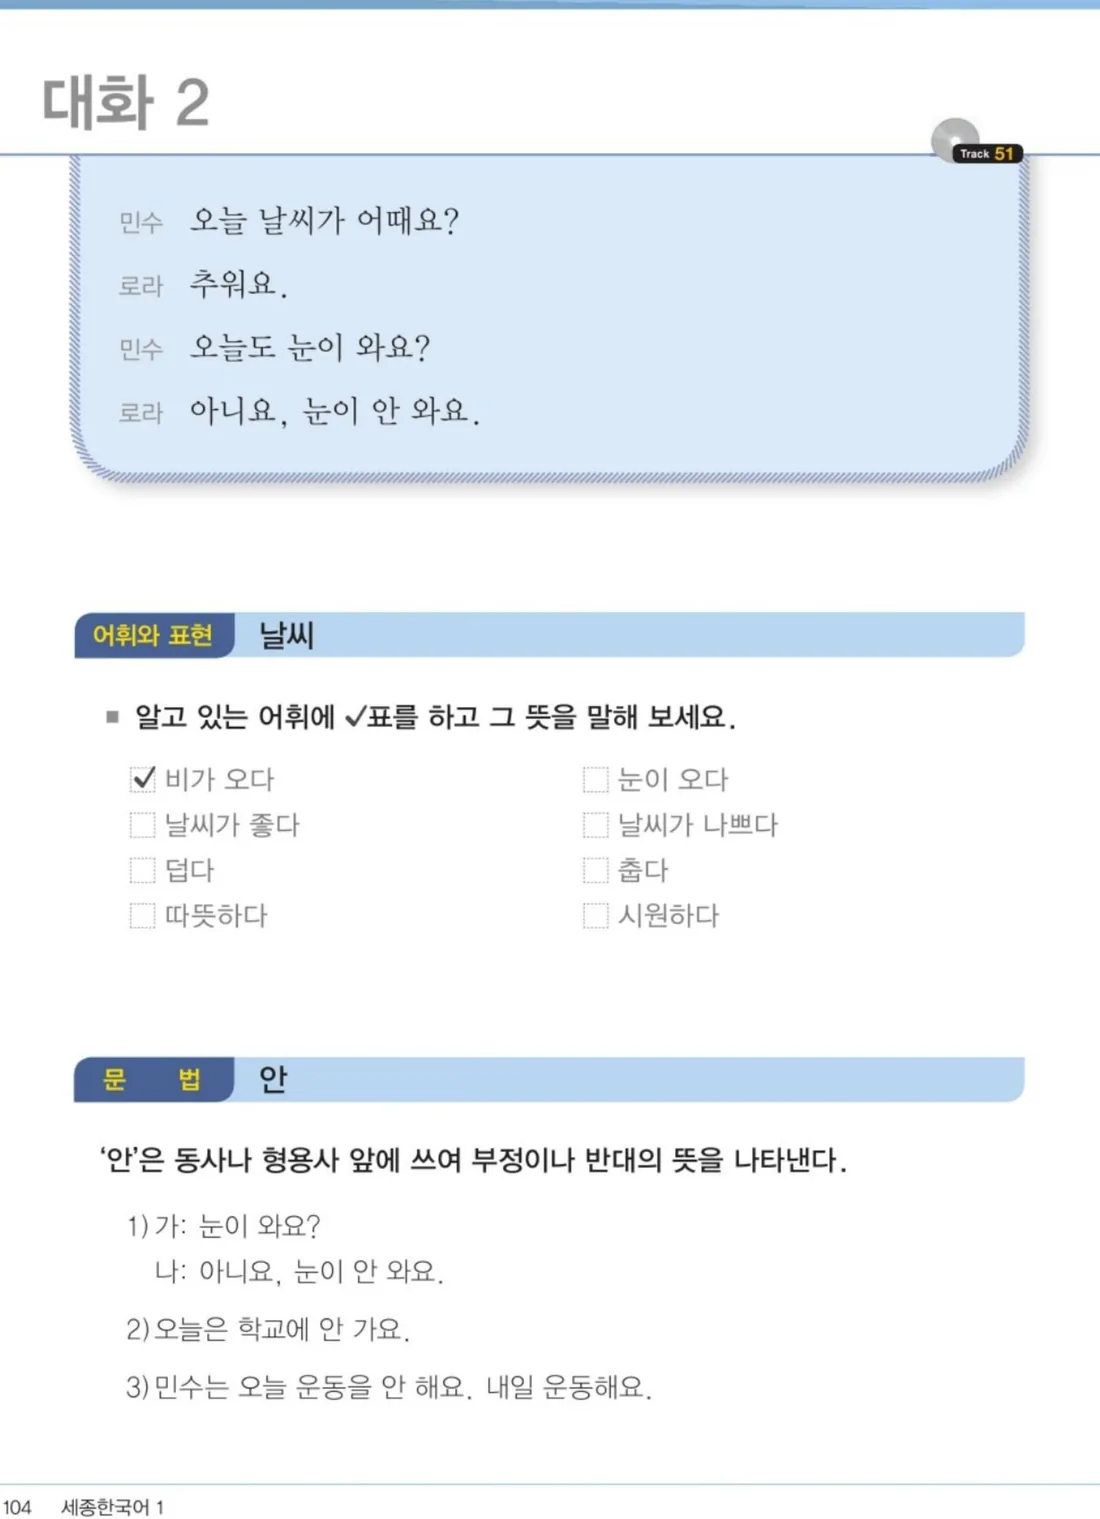 대화 2
Track 51
민수 오늘 날씨가 어때요?
로라 추워요.
민수 오늘도 눈이 와요?
로라 아니요, 눈이 안 와요.
어휘와 표현 날씨
■ 알고 있는 어휘에 ✓표를 하고 그 뜻을 말해 보세요.
✓ 비가 오다 눈이 오다
날씨가 좋다 날씨가 나쁘다
덥다 춥다
따뜻하다 시원하다
문 법 안
‘안’은 동사나 형용사 앞에 쓰여 부정이나 반대의 뜻을 나타낸다.
1) 가: 눈이 와요?
나: 아니요, 눈이 안 와요.
2) 오늘은 학교에 안 가요.
3) 민수는 오늘 운동을 안 해요. 내일 운동해요.
104 세종한국어 1